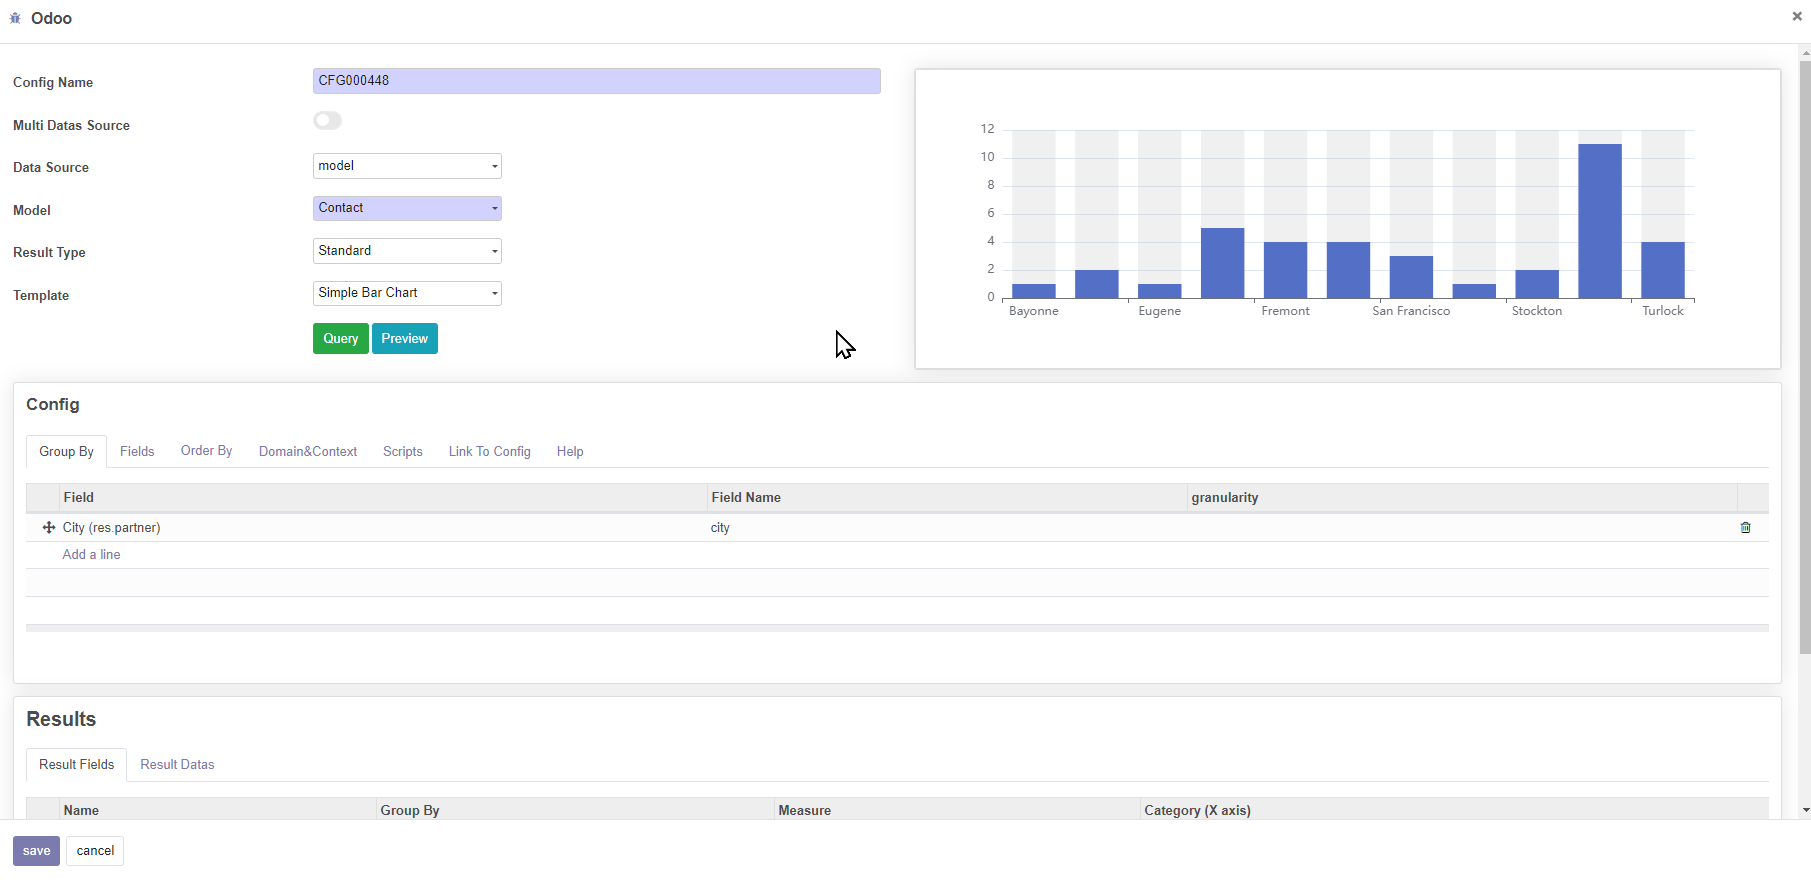 Odoo
×
Config Name
CFG000448
Multi Datas Source
Data Source
model
Model
Contact
Result Type
Standard
Template
Simple Bar Chart
Query
Preview
12
10
8
6
4
2
0
Bayonne
Eugene
Fremont
San Francisco
Stockton
Turlock
Config
Group By
Fields
Order By
Domain&Context
Scripts
Link To Config
Help
Field
Field Name
granularity
City (res.partner)
city
Add a line
Results
Result Fields
Result Datas
Name
Group By
Measure
Category (X axis)
save
cancel